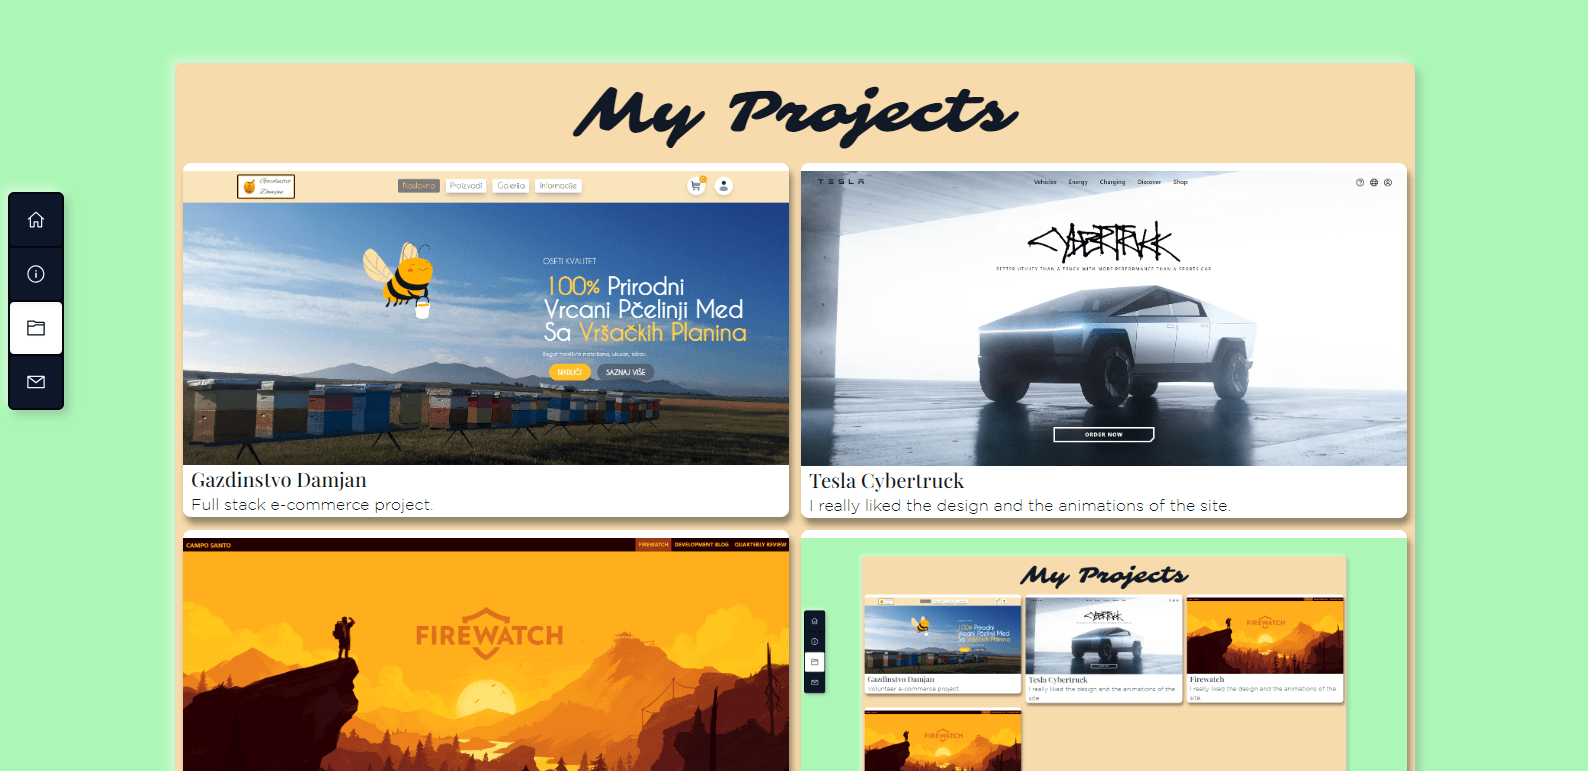 My Projects
Gazdinstvo
Damjan
Naslovna Proizvodi Galerija Informacije
OSETI KVALITET
100% Prirodni
Vrcani Pčelinji Med
Sa Vršačkih Planina
NARUČI SAZNAJ VIŠE
Gazdinstvo Damjan
Full stack e-commerce project.
TESLA Vehicles Energy Charging Discover Shop
CYBERTRUCK
BETTER UTILITY THAN A TRUCK WITH MORE PERFORMANCE THAN A SPORTS CAR
ORDER NOW
Tesla Cybertruck
I really liked the design and the animations of the site.
CAMPO SANTO FIREWATCH DEVELOPMENT BLOG QUARTERLY REVIEW
FIREWATCH
My Projects
100% Prirodni
Vrcani Pčelinji Med
Sa Vršačkih Planina
Gazdinstvo Damjan
Volunteer e-commerce project.
CYBERTRUCK
Tesla Cybertruck
I really liked the design and the animations of the
site.
FIREWATCH
Firewatch
I really liked the design and the animations of the
site.
FIREWATCH